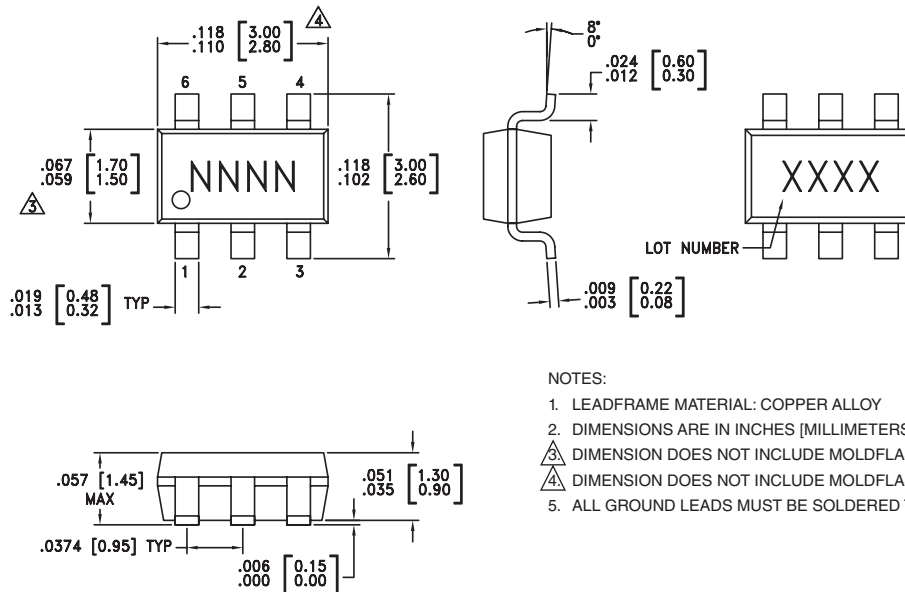 .118 [3.00]
.110 [2.80]
4
6 5 4
.067 [1.70]
.059 [1.50]
3
NNNN
.118 [3.00]
.102 [2.60]
1 2 3
.019 [0.48] TYP
.013 [0.32]
8°
0°
.024 [0.60]
.012 [0.30]
.009 [0.22]
.003 [0.08]
XXXX
LOT NUMBER
.057 [1.45]
MAX
.051 [1.30]
.035 [0.90]
.0374 [0.95] TYP
.006 [0.15]
.000 [0.00]
NOTES:
1. LEADFRAME MATERIAL: COPPER ALLOY
2. DIMENSIONS ARE IN INCHES [MILLIMETERS
3. DIMENSION DOES NOT INCLUDE MOLDFLA
4. DIMENSION DOES NOT INCLUDE MOLDFLA
5. ALL GROUND LEADS MUST BE SOLDERED